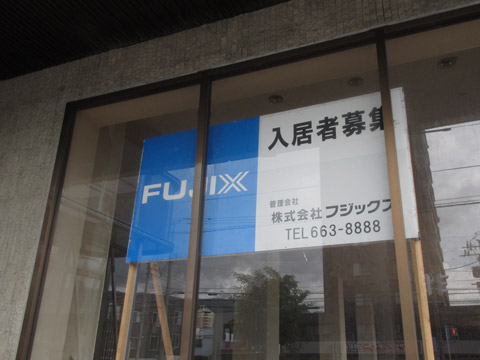 FUJIX
入居者募集
管理会社
株式会社フジックス
TEL663-8888